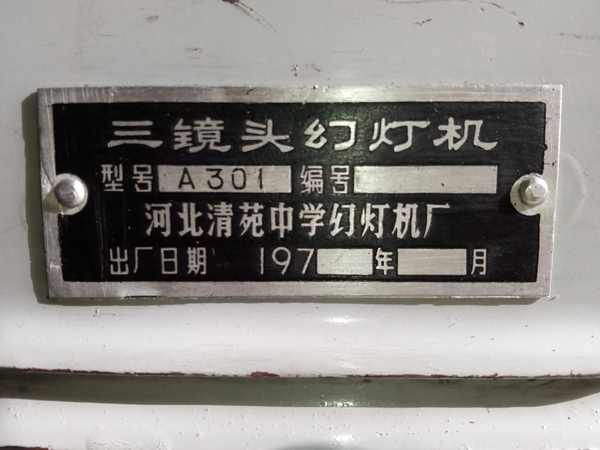 三镜头幻灯机
型号 A301 编号
河北清苑中学幻灯机厂
出厂日期 197 年 月